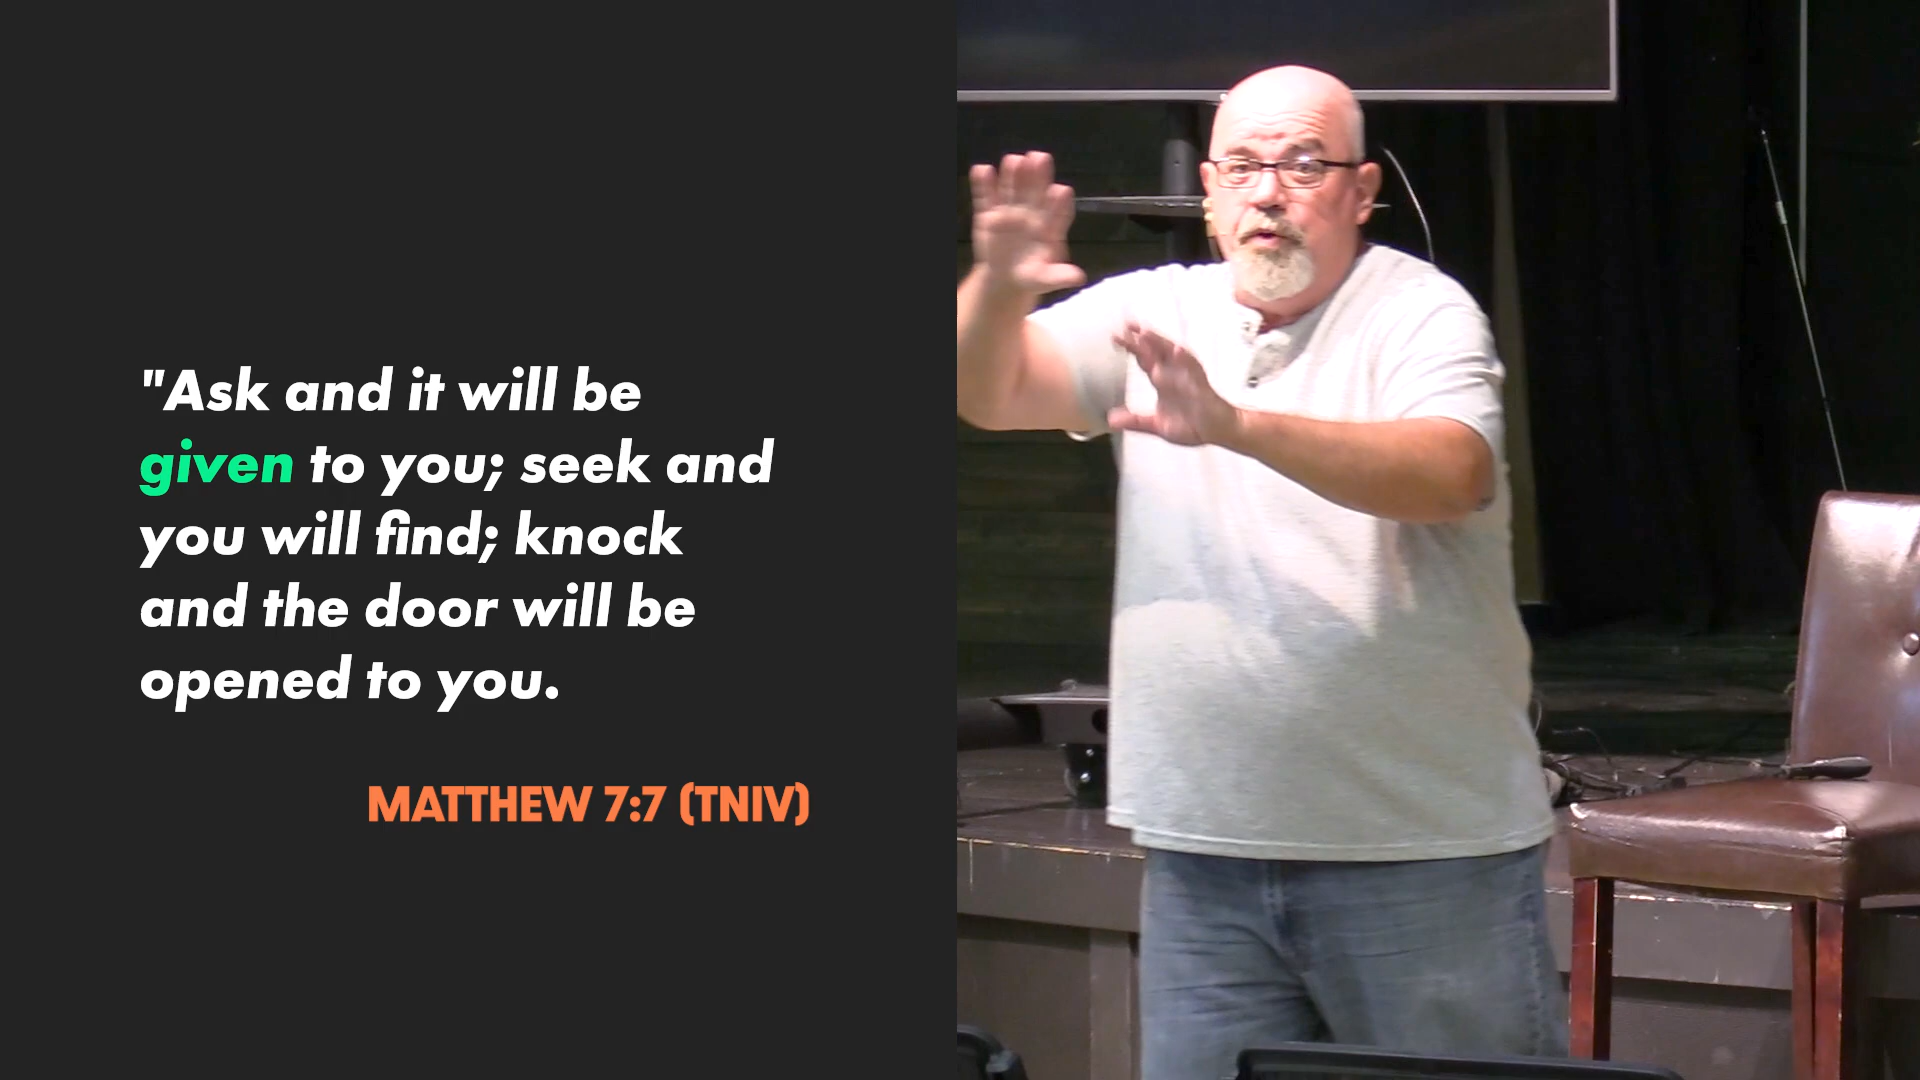 "Ask and it will be
given to you; seek and
you will find; knock
and the door will be
opened to you.
MATTHEW 7:7 (TNIV)